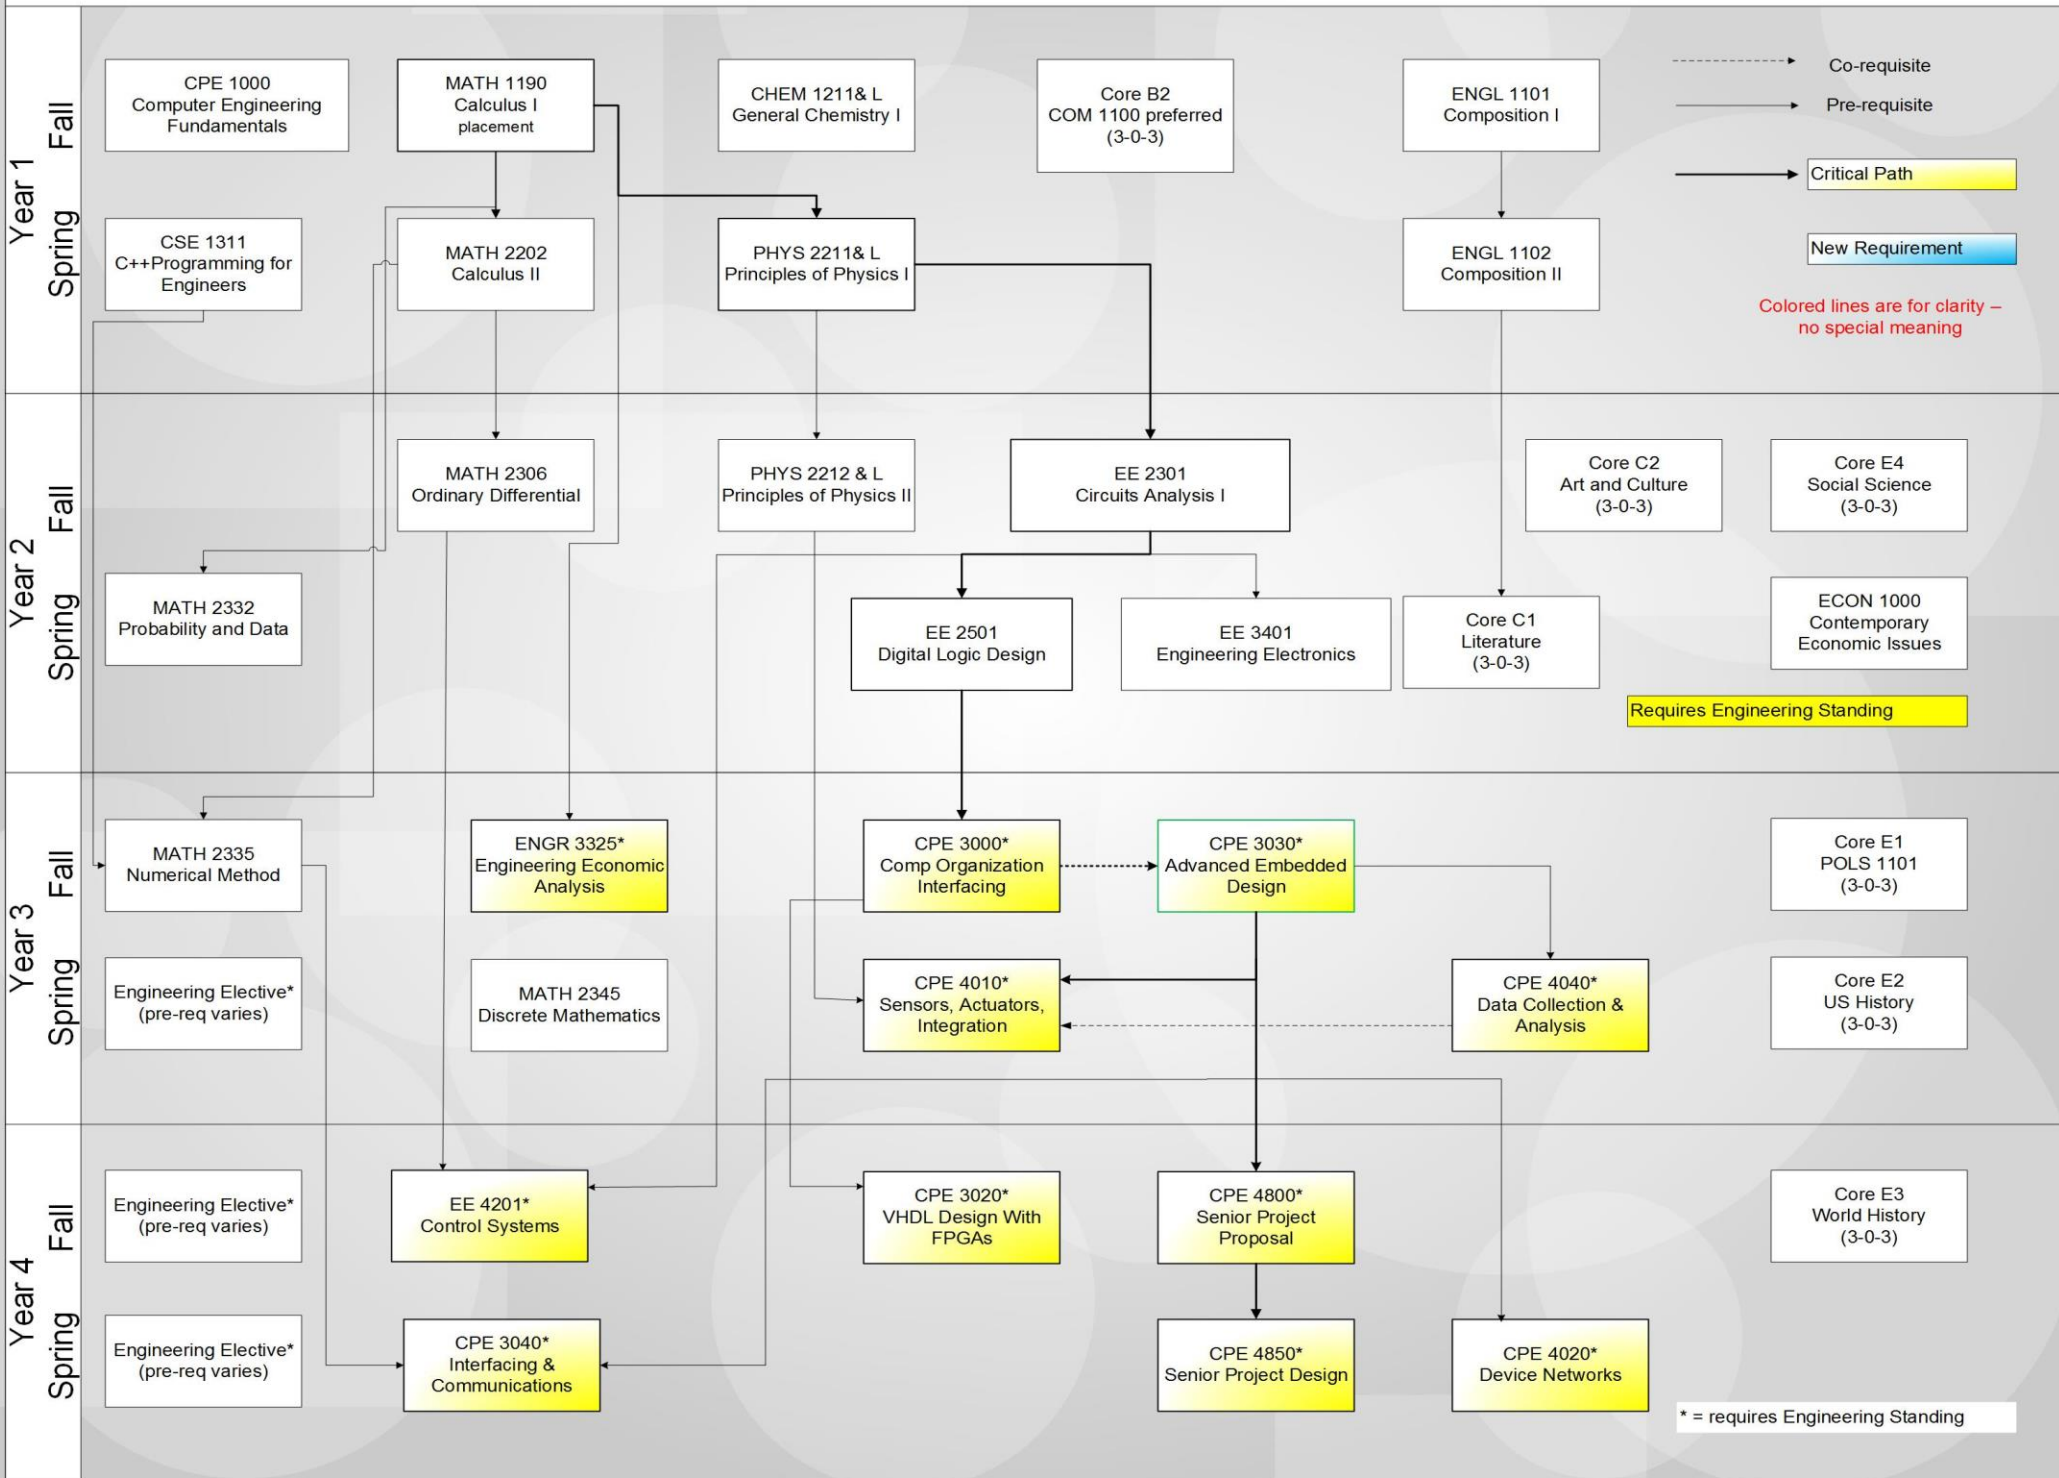 Year 1
Fall
CPE 1000
Computer Engineering
Fundamentals
MATH 1190
Calculus I
placement
CHEM 1211& L
General Chemistry I
Core B2
COM 1100 preferred
(3-0-3)
ENGL 1101
Composition I
Co-requisite
Pre-requisite
Critical Path
New Requirement
Colored lines are for clarity –
no special meaning
Spring
CSE 1311
C++Programming for
Engineers
MATH 2202
Calculus II
PHYS 2211& L
Principles of Physics I
ENGL 1102
Composition II
Year 2
Fall
MATH 2306
Ordinary Differential
PHYS 2212 & L
Principles of Physics II
EE 2301
Circuits Analysis I
Core C2
Art and Culture
(3-0-3)
Core E4
Social Science
(3-0-3)
Spring
MATH 2332
Probability and Data
EE 2501
Digital Logic Design
EE 3401
Engineering Electronics
Core C1
Literature
(3-0-3)
ECON 1000
Contemporary
Economic Issues
Requires Engineering Standing
Year 3
Fall
MATH 2335
Numerical Method
ENGR 3325*
Engineering Economic
Analysis
CPE 3000*
Comp Organization
Interfacing
CPE 3030*
Advanced Embedded
Design
Core E1
POLS 1101
(3-0-3)
Spring
Engineering Elective*
(pre-req varies)
MATH 2345
Discrete Mathematics
CPE 4010*
Sensors, Actuators,
Integration
CPE 4040*
Data Collection &
Analysis
Core E2
US History
(3-0-3)
Year 4
Fall
Engineering Elective*
(pre-req varies)
EE 4201*
Control Systems
CPE 3020*
VHDL Design With
FPGAs
CPE 4800*
Senior Project
Proposal
Core E3
World History
(3-0-3)
Spring
Engineering Elective*
(pre-req varies)
CPE 3040*
Interfacing &
Communications
CPE 4850*
Senior Project Design
CPE 4020*
Device Networks
* = requires Engineering Standing